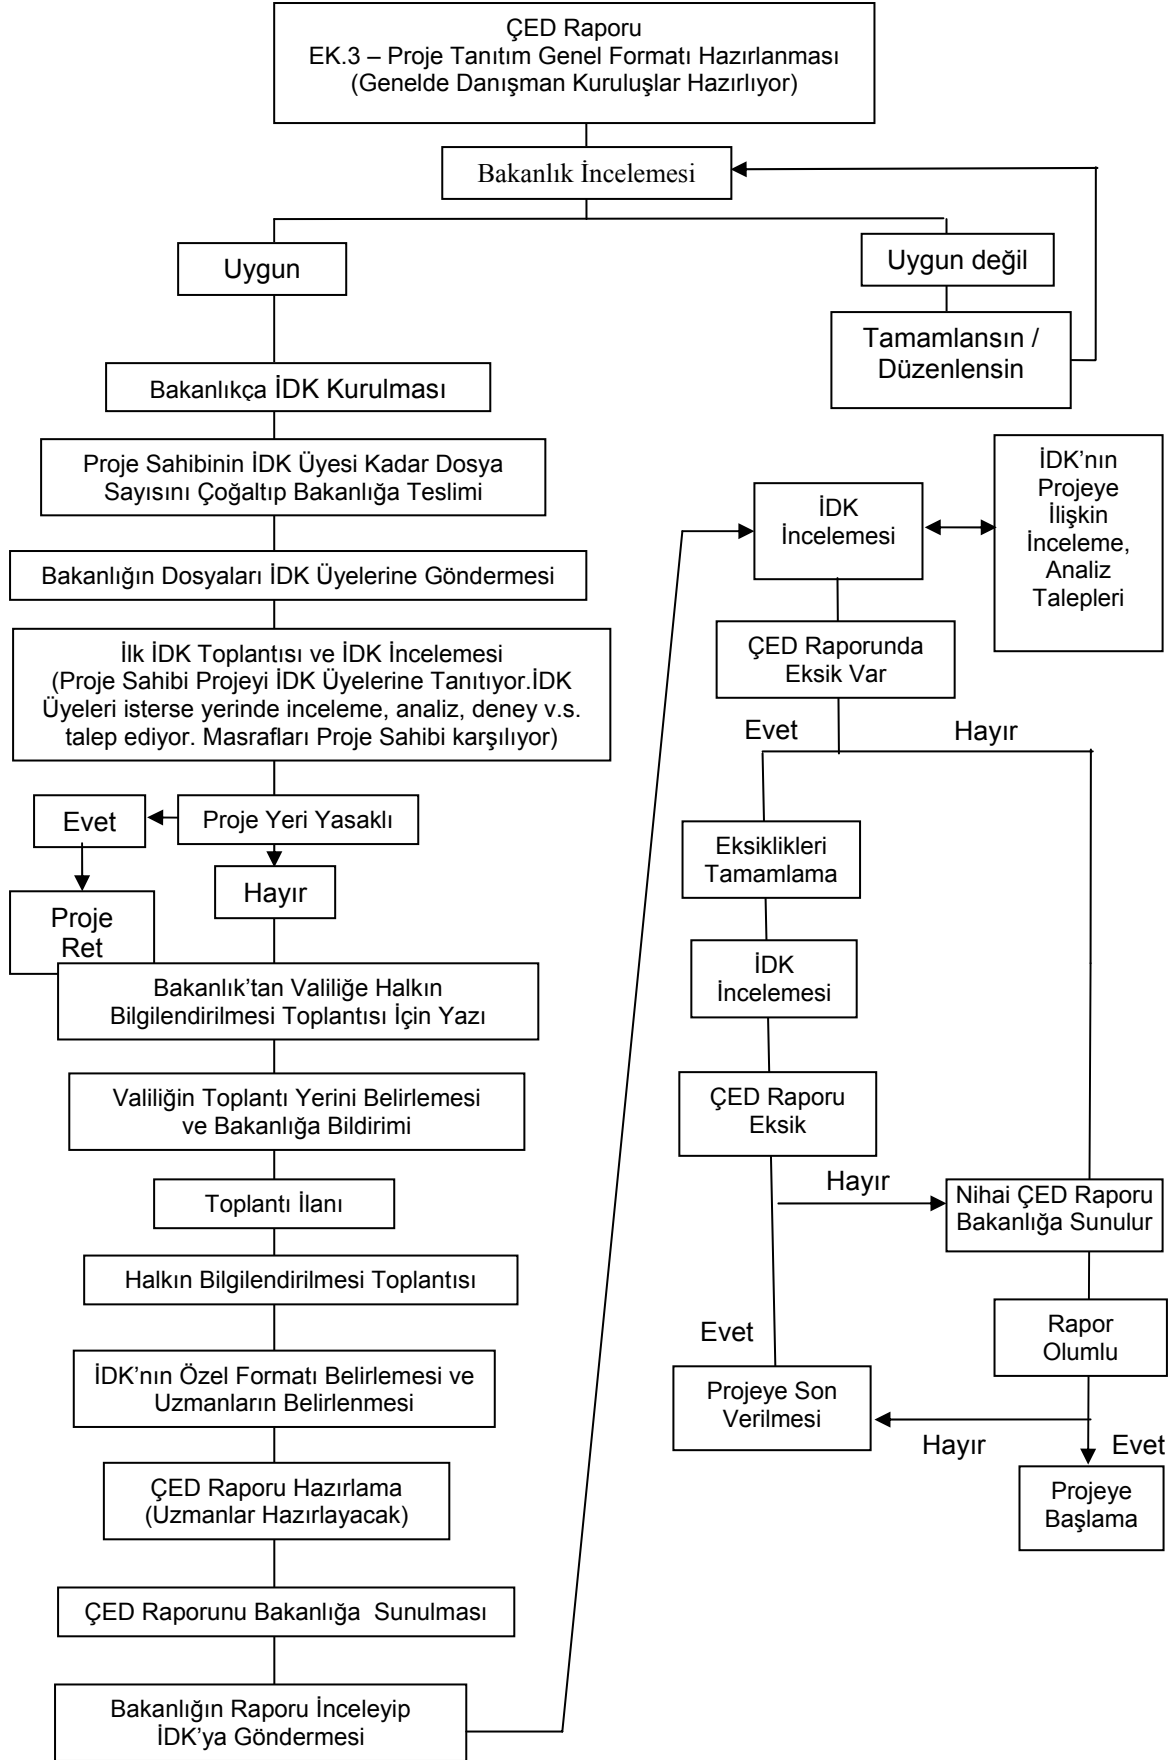 ÇED Raporu
EK.3 – Proje Tanıtım Genel Formatı Hazırlanması
(Genelde Danışman Kuruluşlar Hazırlıyor)
Bakanlık İncelemesi
Uygun
Uygun değil
Tamamlansın /
Düzenlensin
Bakanlıkça İDK Kurulması
Proje Sahibinin İDK Üyesi Kadar Dosya
Sayısını Çoğaltıp Bakanlığa Teslimi
Bakanlığın Dosyaları İDK Üyelerine Göndermesi
İlk İDK Toplantısı ve İDK İncelemesi
(Proje Sahibi Projeyi İDK Üyelerine Tanıtıyor.İDK
Üyeleri isterse yerinde inceleme, analiz, deney v.s.
talep ediyor. Masrafları Proje Sahibi karşılıyor)
Proje Yeri Yasaklı
Evet
Hayır
Proje
Ret
Bakanlık’tan Valiliğe Halkın
Bilgilendirilmesi Toplantısı İçin Yazı
Valiliğin Toplantı Yerini Belirlemesi
ve Bakanlığa Bildirimi
Toplantı İlanı
Halkın Bilgilendirilmesi Toplantısı
İDK’nın Özel Formatı Belirlemesi ve
Uzmanların Belirlenmesi
ÇED Raporu Hazırlama
(Uzmanlar Hazırlayacak)
ÇED Raporunu Bakanlığa Sunulması
Bakanlığın Raporu İnceleyip
İDK’ya Göndermesi
İDK
İncelemesi
İDK’nın
Projeye
İlişkin
İnceleme,
Analiz
Talepleri
ÇED Raporunda
Eksik Var
Evet
Hayır
Eksiklikleri
Tamamlama
İDK
İncelemesi
ÇED Raporu
Eksik
Hayır
Nihai ÇED Raporu
Bakanlığa Sunulur
Evet
Rapor
Olumlu
Projeye Son
Verilmesi
Hayır
Evet
Projeye
Başlama